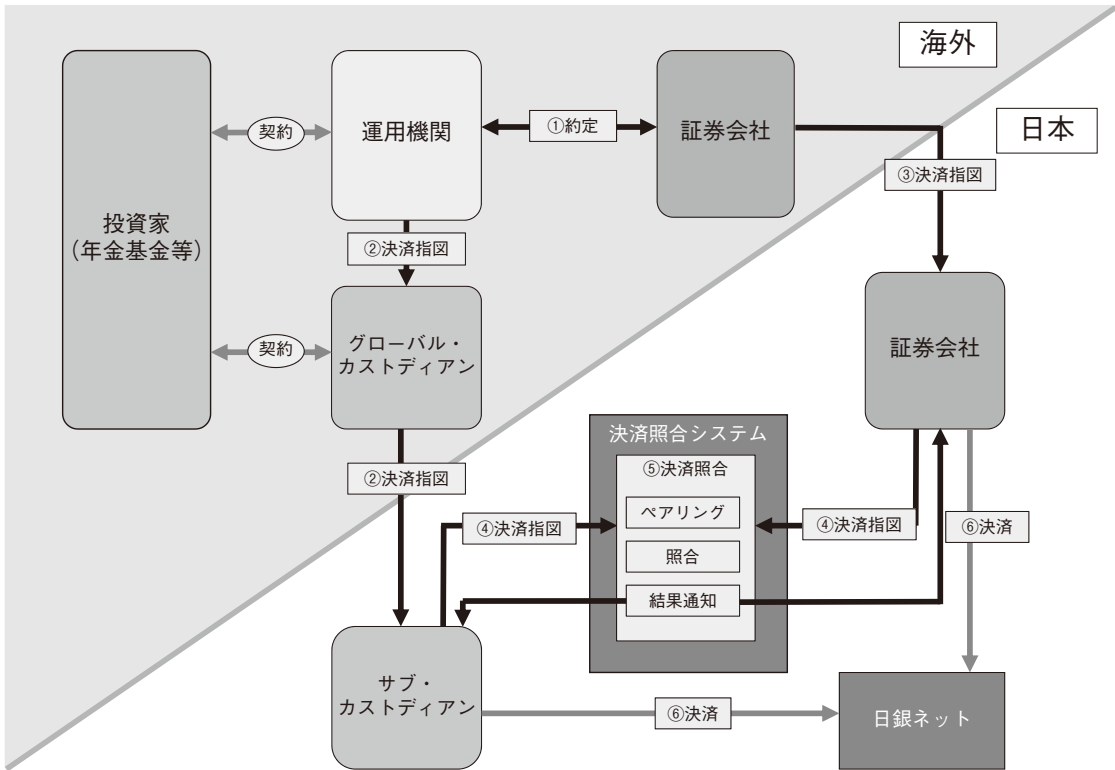 海外
日本
運用機関
契約
①約定
証券会社
③決済指図
投資家
（年金基金等）
②決済指図
グローバル・
カストディアン
契約
証券会社
②決済指図
決済照合システム
⑤決済照合
ペアリング
④決済指図
④決済指図
⑥決済
照合
結果通知
サブ・
カストディアン
⑥決済
日銀ネット